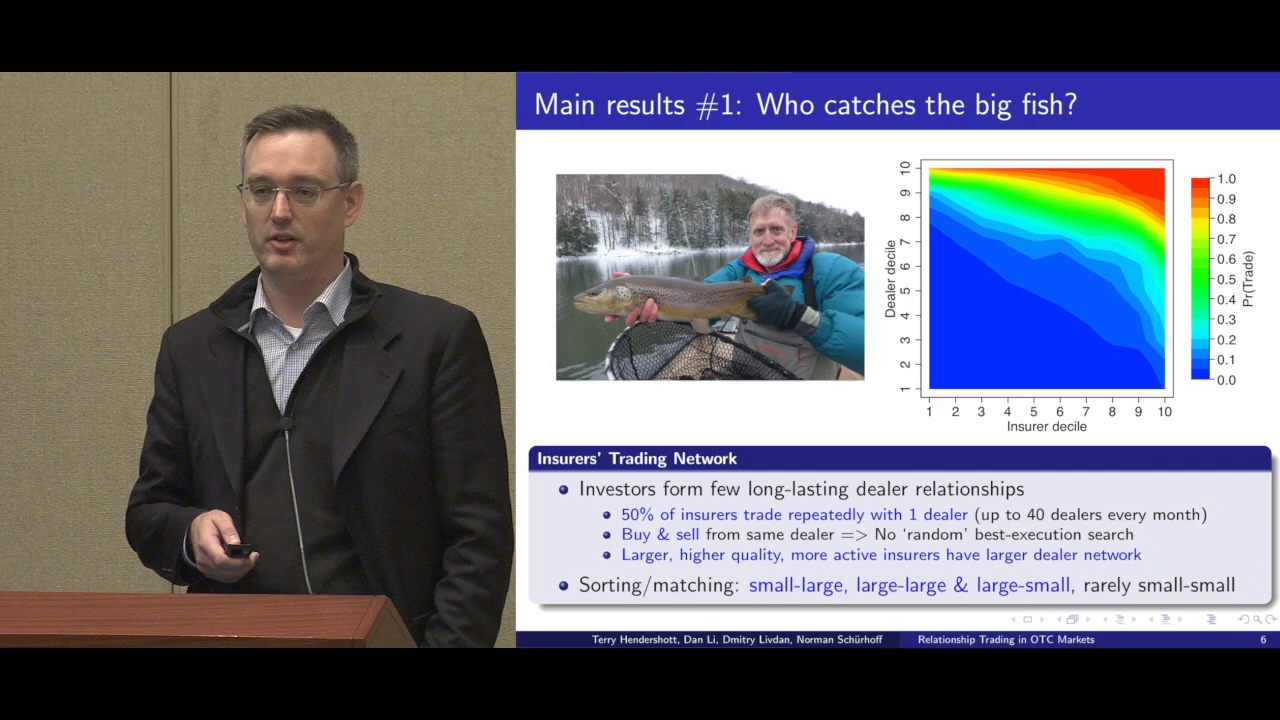 Main results #1: Who catches the big fish?
10
9
8
7
6
5
4
3
2
1
Dealer decile
1 2 3 4 5 6 7 8 9 10
Insurer decile
1.0
0.9
0.8
0.7
0.6
0.5
0.4
0.3
0.2
0.1
0.0
Pr(Trade)
Insurers' Trading Network
Investors form few long-lasting dealer relationships
50% of insurers trade repeatedly with 1 dealer (up to 40 dealers every month)
Buy & sell from same dealer => No 'random' best-execution search
Larger, higher quality, more active insurers have larger dealer network
Sorting/matching: small-large, large-large & large-small, rarely small-small
Terry Hendershott, Dan Li, Dmitry Livdan, Norman Schürhoff Relationship Trading in OTC Markets 6